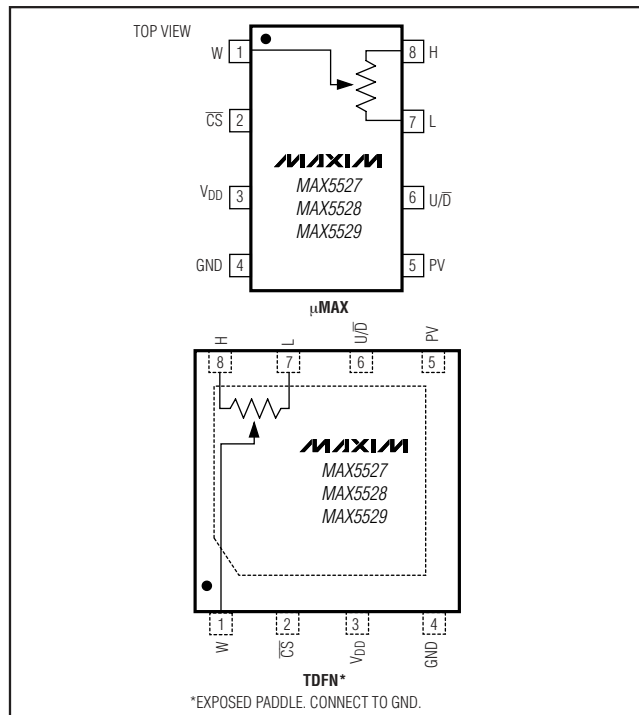 TOP VIEW
W 1
8 H
C̅S̅ 2
7 L
MAXIM
VDD 3
MAX5527
6 U/D̅
MAX5528
MAX5529
GND 4
5 PV
µMAX
H L U/D̅ PV
8 7 6 5
MAXIM
MAX5527
MAX5528
MAX5529
1 2 3 4
W C̅S̅ VDD GND
TDFN*
*EXPOSED PADDLE. CONNECT TO GND.